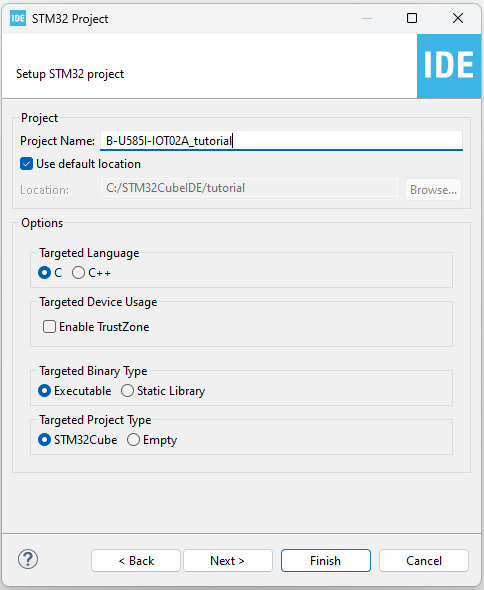 IDE STM32 Project
Setup STM32 project
IDE
Project
Project Name: B-U585I-IOT02A_tutorial
Use default location
Location: C:/STM32CubeIDE/tutorial Browse...
Options
Targeted Language
C C++
Targeted Device Usage
Enable TrustZone
Targeted Binary Type
Executable Static Library
Targeted Project Type
STM32Cube Empty
? < Back Next > Finish Cancel